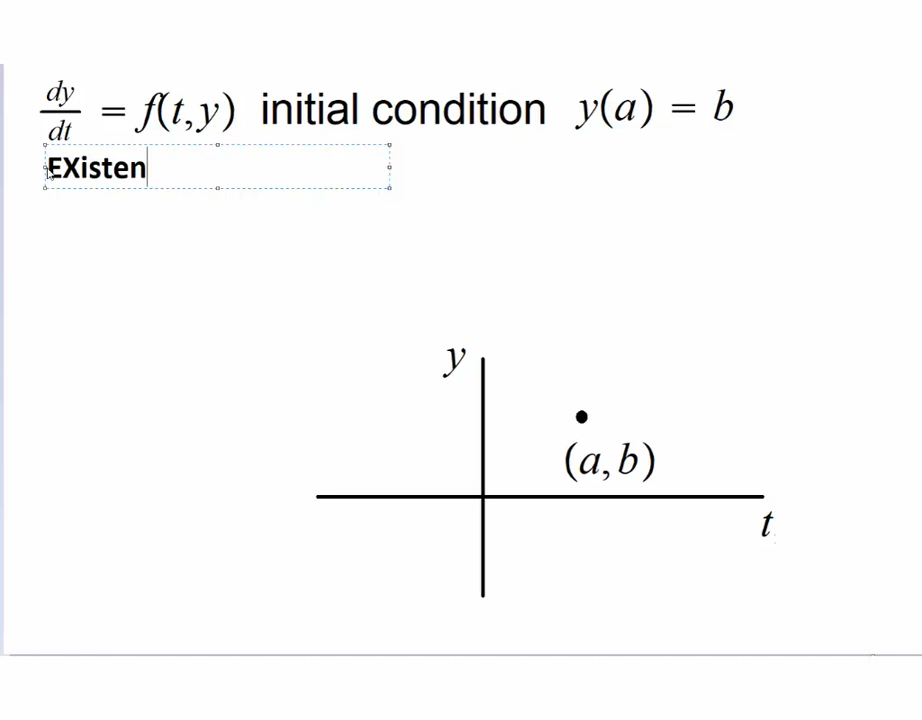 dy/dt = f(t,y) initial condition y(a) = b
EXisten
y
(a,b)
t